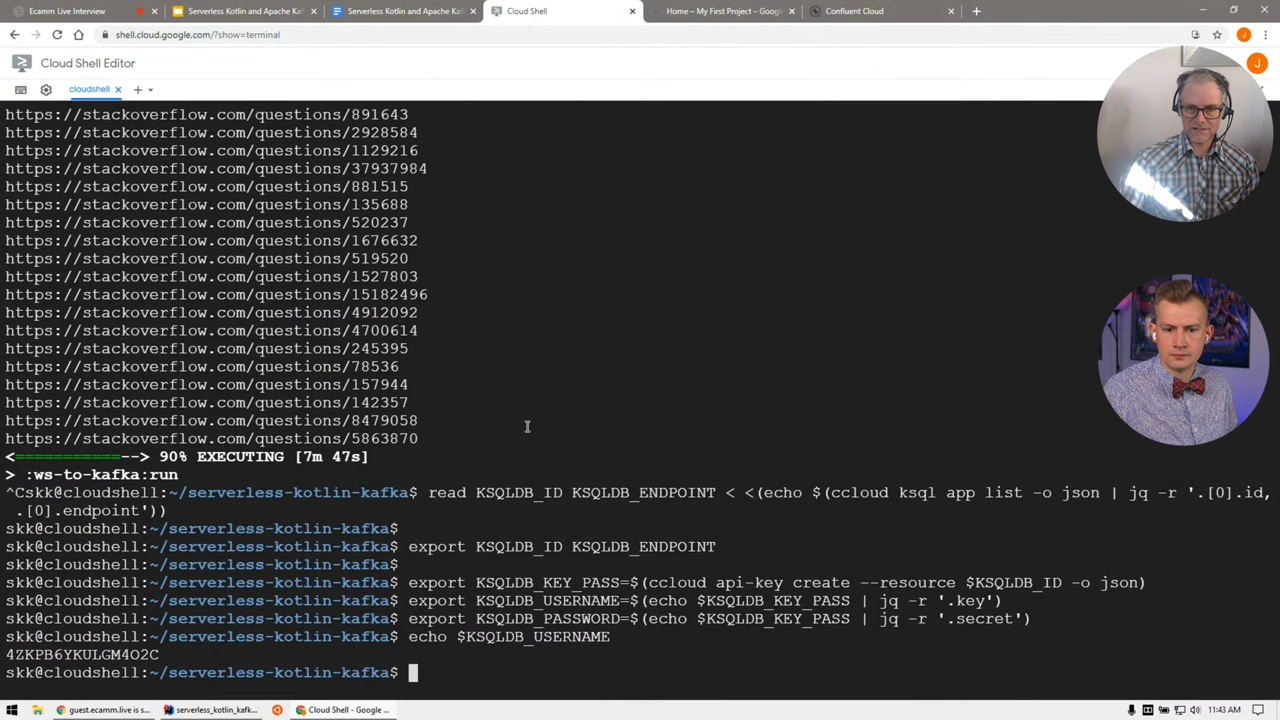 Ecamm Live Interview
Serverless Kotlin and Apache Kaf
Serverless Kotlin and Apache Kaf
Cloud Shell
Home – My First Project – Goog
Confluent Cloud
shell.cloud.google.com/?show=terminal
J
Cloud Shell Editor
J
cloudshell
https://stackoverflow.com/questions/891643
https://stackoverflow.com/questions/2928584
https://stackoverflow.com/questions/1129216
https://stackoverflow.com/questions/37937984
https://stackoverflow.com/questions/881515
https://stackoverflow.com/questions/135688
https://stackoverflow.com/questions/520237
https://stackoverflow.com/questions/1676632
https://stackoverflow.com/questions/519520
https://stackoverflow.com/questions/1527803
https://stackoverflow.com/questions/15182496
https://stackoverflow.com/questions/4912092
https://stackoverflow.com/questions/4700614
https://stackoverflow.com/questions/245395
https://stackoverflow.com/questions/78536
https://stackoverflow.com/questions/157944
https://stackoverflow.com/questions/142357
https://stackoverflow.com/questions/8479058
https://stackoverflow.com/questions/5863870
<===========--> 90% EXECUTING [7m 47s]
> :ws-to-kafka:run
^Cskk@cloudshell:~/serverless-kotlin-kafka$ read KSQLDB_ID KSQLDB_ENDPOINT < <(echo $(ccloud ksql app list -o json | jq -r '.[0].id,
.[0].endpoint'))
skk@cloudshell:~/serverless-kotlin-kafka$
skk@cloudshell:~/serverless-kotlin-kafka$ export KSQLDB_ID KSQLDB_ENDPOINT
skk@cloudshell:~/serverless-kotlin-kafka$
skk@cloudshell:~/serverless-kotlin-kafka$ export KSQLDB_KEY_PASS=$(ccloud api-key create --resource $KSQLDB_ID -o json)
skk@cloudshell:~/serverless-kotlin-kafka$ export KSQLDB_USERNAME=$(echo $KSQLDB_KEY_PASS | jq -r '.key')
skk@cloudshell:~/serverless-kotlin-kafka$ export KSQLDB_PASSWORD=$(echo $KSQLDB_KEY_PASS | jq -r '.secret')
skk@cloudshell:~/serverless-kotlin-kafka$ echo $KSQLDB_USERNAME
4ZKPB6YKULGM4O2C
skk@cloudshell:~/serverless-kotlin-kafka$
guest.ecamm.live is s...
serverless_kotlin_kafk...
Cloud Shell - Google ...
11:43 AM